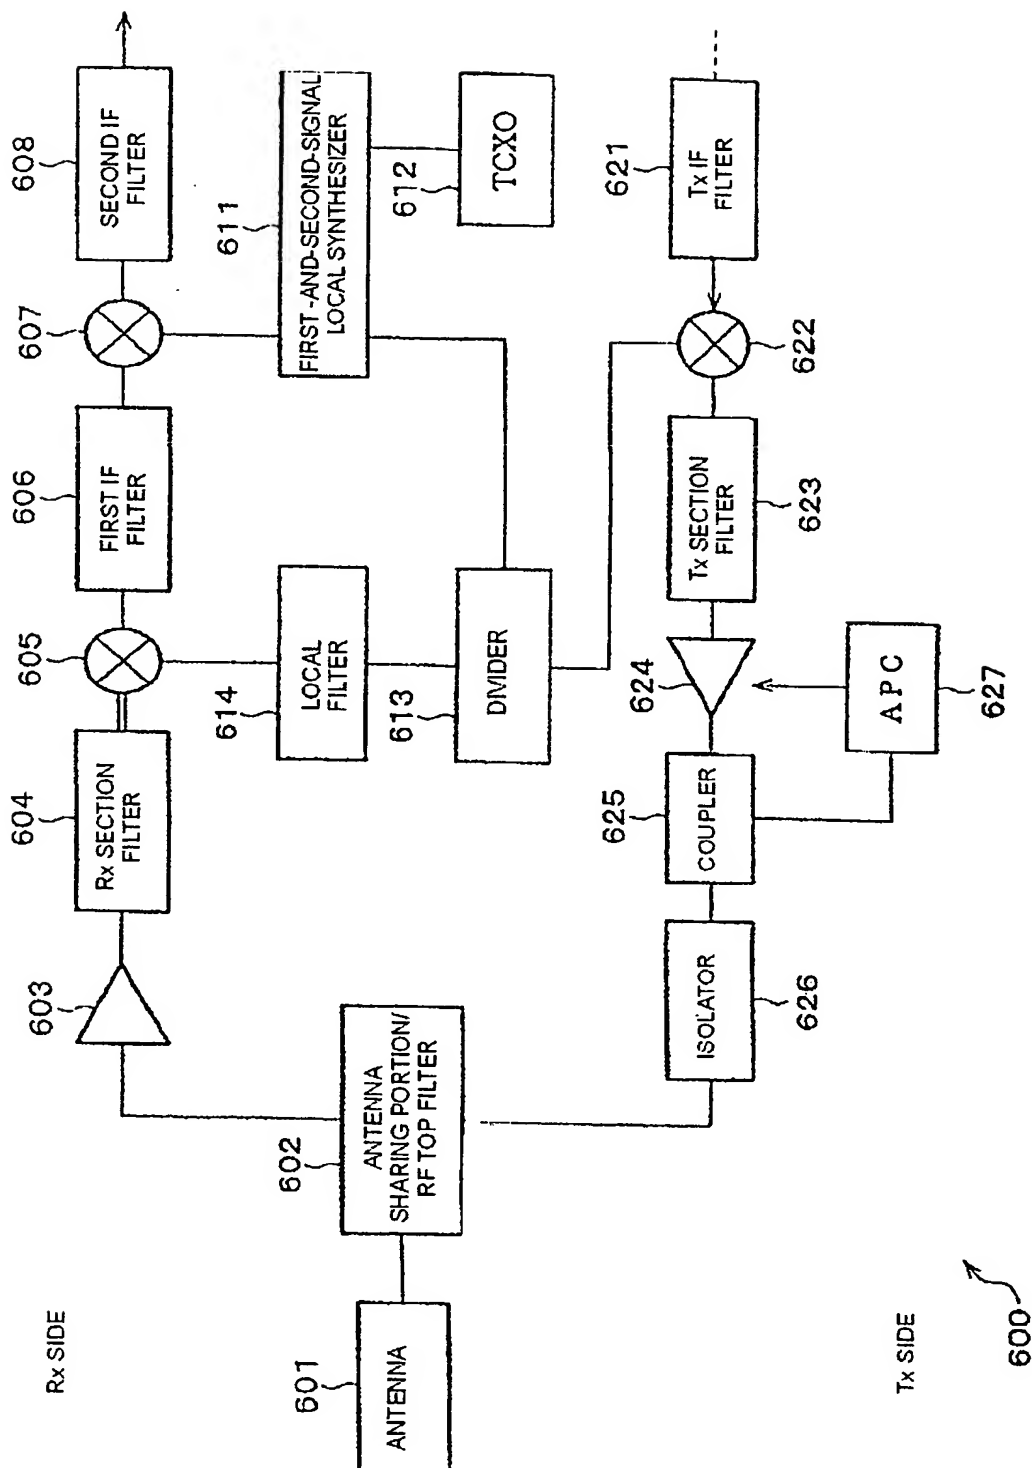 Rx SIDE
601
ANTENNA
602
ANTENNA
SHARING PORTION/
RF TOP FILTER
603
604
Rx SECTION
FILTER
605
606
FIRST IF
FILTER
607
608
SECOND IF
FILTER
614
LOCAL
FILTER
611
FIRST-AND-SECOND-SIGNAL
LOCAL SYNTHESIZER
613
DIVIDER
612
TCXO
626
ISOLATOR
625
COUPLER
624
623
Tx SECTION
FILTER
622
621
Tx IF
FILTER
627
APC
Tx SIDE
600